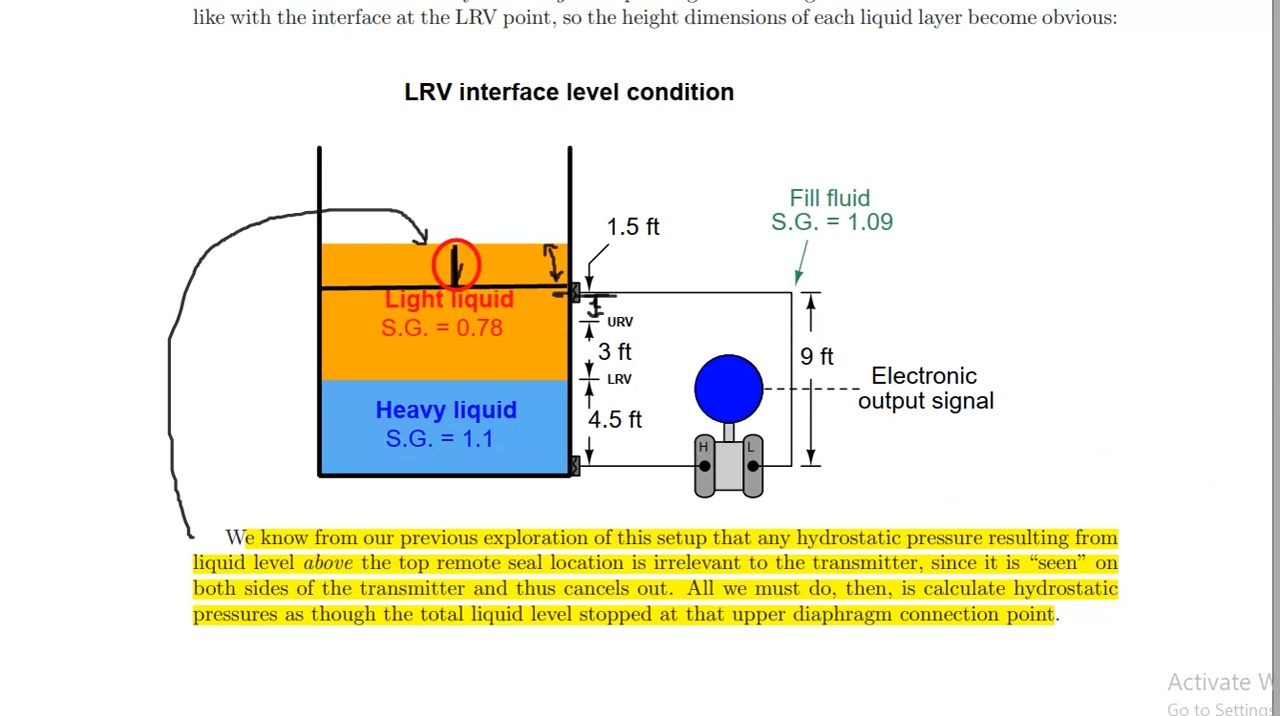 like with the interface at the LRV point, so the height dimensions of each liquid layer become obvious:
LRV interface level condition
Fill fluid
S.G. = 1.09
1.5 ft
Light liquid
S.G. = 0.78
URV
3 ft
9 ft
LRV
Electronic
output signal
Heavy liquid
S.G. = 1.1
4.5 ft
H
L
We know from our previous exploration of this setup that any hydrostatic pressure resulting from
liquid level above the top remote seal location is irrelevant to the transmitter, since it is “seen” on
both sides of the transmitter and thus cancels out. All we must do, then, is calculate hydrostatic
pressures as though the total liquid level stopped at that upper diaphragm connection point.
Activate W
Go to Settings